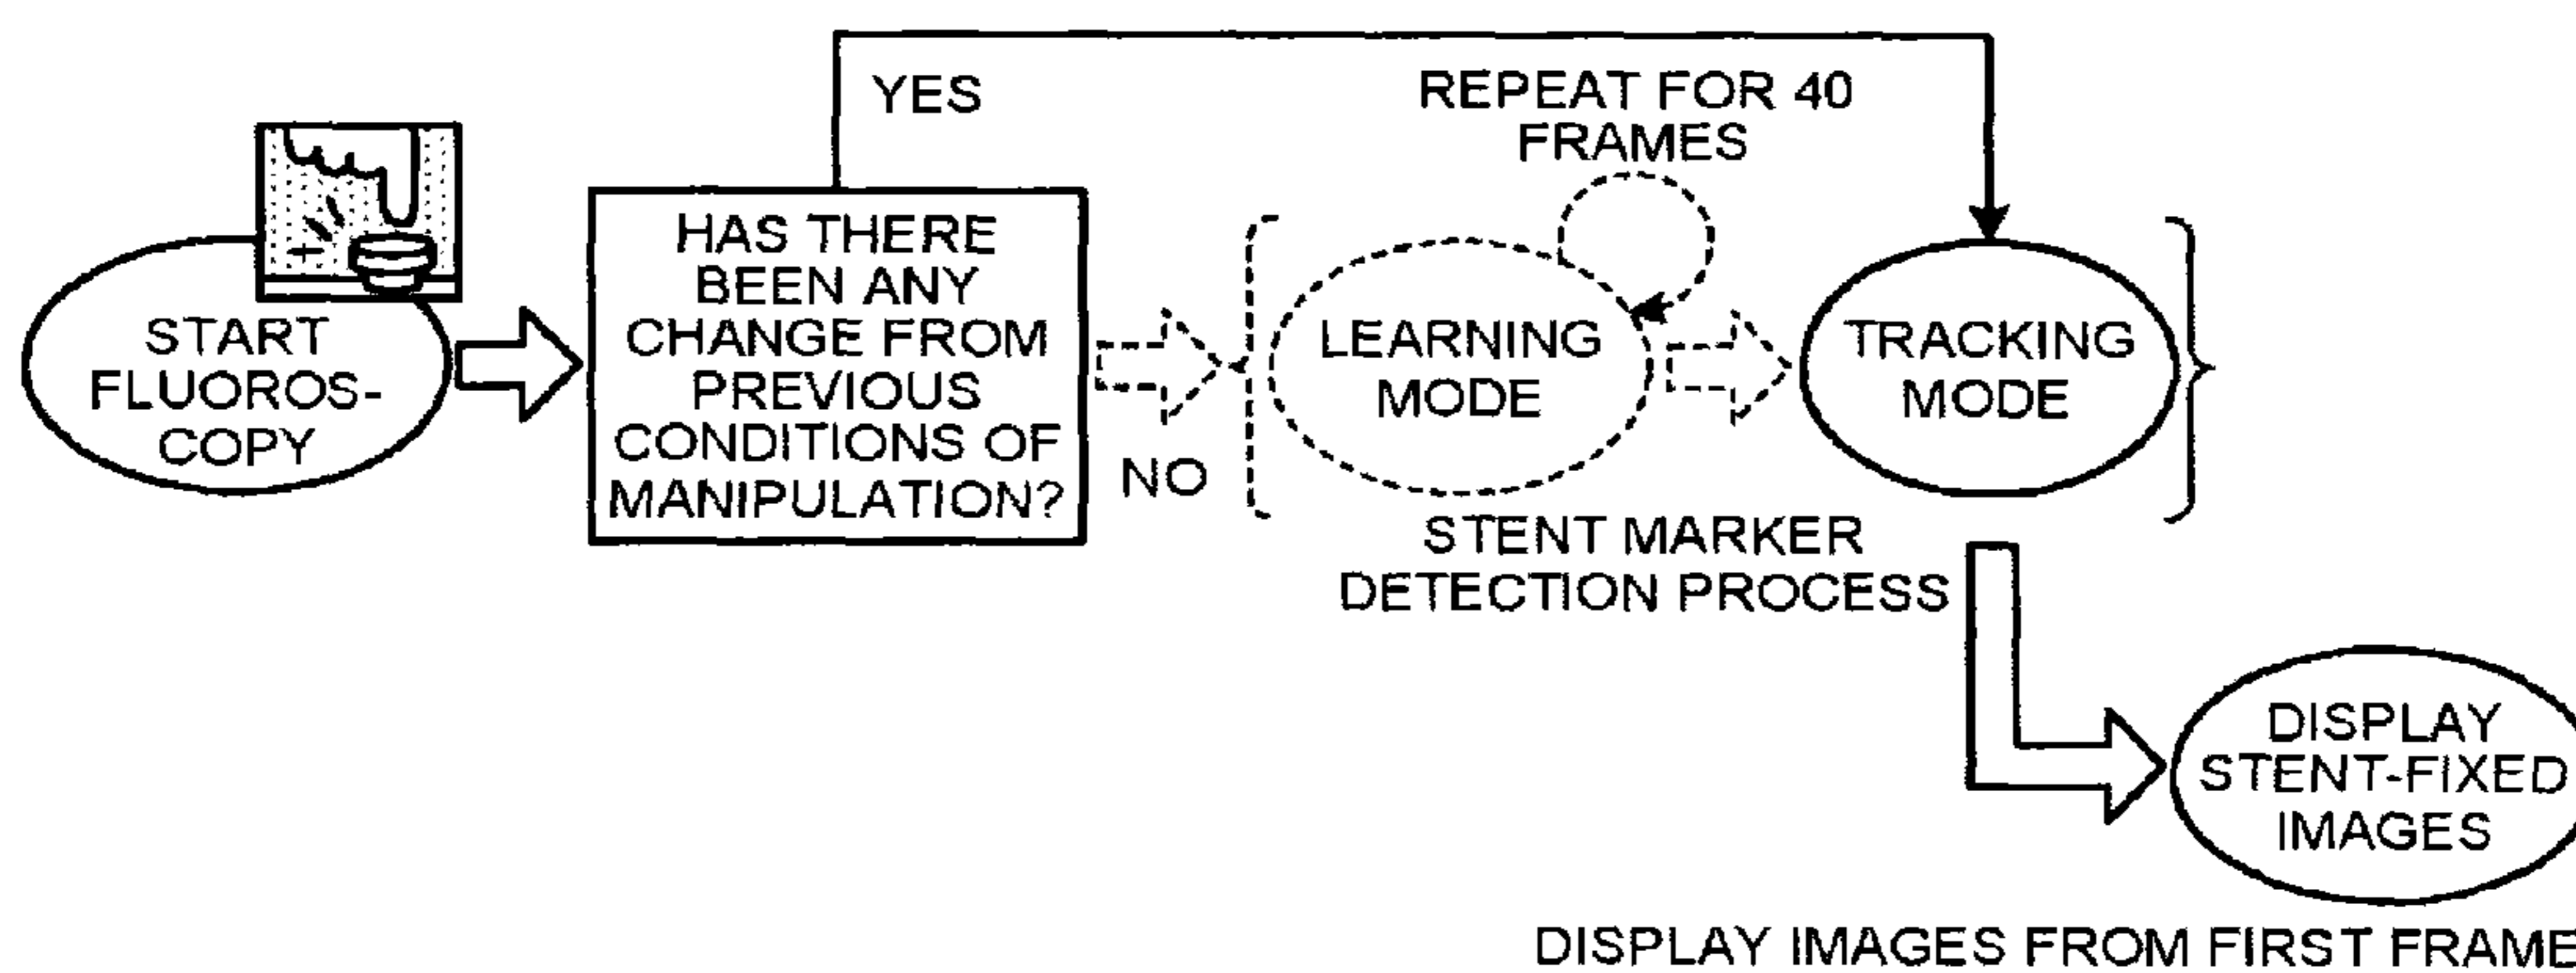 START
FLUOROS-
COPY
HAS THERE
BEEN ANY
CHANGE FROM
PREVIOUS
CONDITIONS OF
MANIPULATION?
YES
NO
REPEAT FOR 40
FRAMES
LEARNING
MODE
TRACKING
MODE
STENT MARKER
DETECTION PROCESS
DISPLAY
STENT-FIXED
IMAGES
DISPLAY IMAGES FROM FIRST FRAME